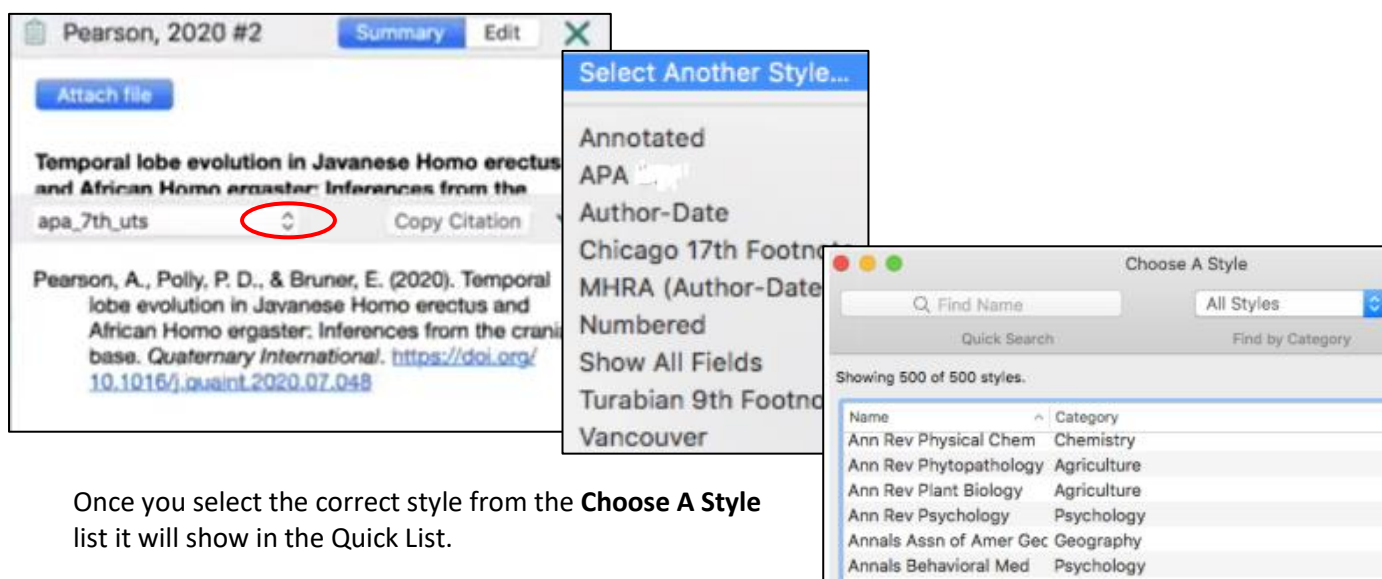 Pearson, 2020 #2
Summary
Edit
Attach file
Temporal lobe evolution in Javanese Homo erectus
and African Homo ergaster: Inferences from the
apa_7th_uts
Copy Citation
Pearson, A., Polly, P. D., & Bruner, E. (2020). Temporal
lobe evolution in Javanese Homo erectus and
African Homo ergaster: Inferences from the crania
base. Quaternary International. https://doi.org/
10.1016/j.quaint.2020.07.048
Select Another Style...
Annotated
APA
Author-Date
Chicago 17th Footnote
MHRA (Author-Date
Numbered
Show All Fields
Turabian 9th Footno
Vancouver
Choose A Style
Find Name
All Styles
Quick Search
Find by Category
Showing 500 of 500 styles.
Name Category
Ann Rev Physical Chem Chemistry
Ann Rev Phytopathology Agriculture
Ann Rev Plant Biology Agriculture
Ann Rev Psychology Psychology
Annals Assn of Amer Gec Geography
Annals Behavioral Med Psychology
Once you select the correct style from the Choose A Style
list it will show in the Quick List.